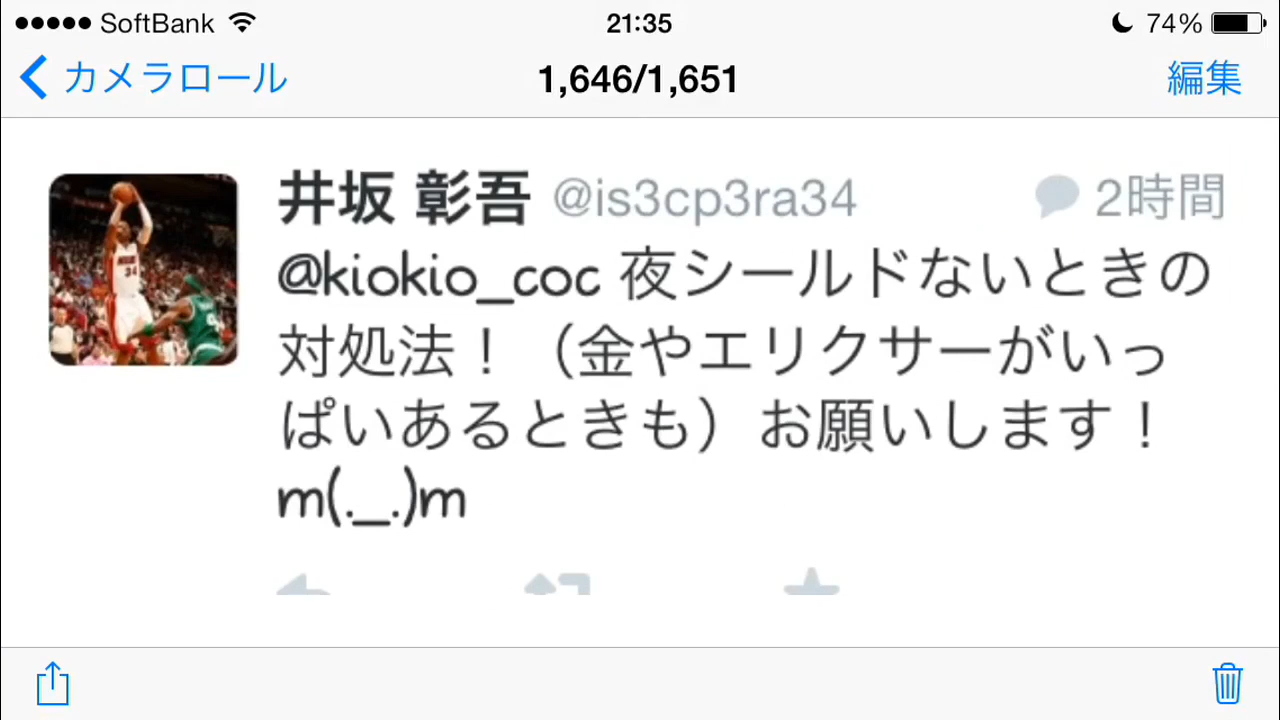 SoftBank 21:35 74%
カメラロール 1,646/1,651 編集
井坂 彰吾 @is3cp3ra34 2時間
@kiokio_coc 夜シールドないときの
対処法！（金やエリクサーがいっ
ぱいあるときも）お願いします！
m(._.)m
34